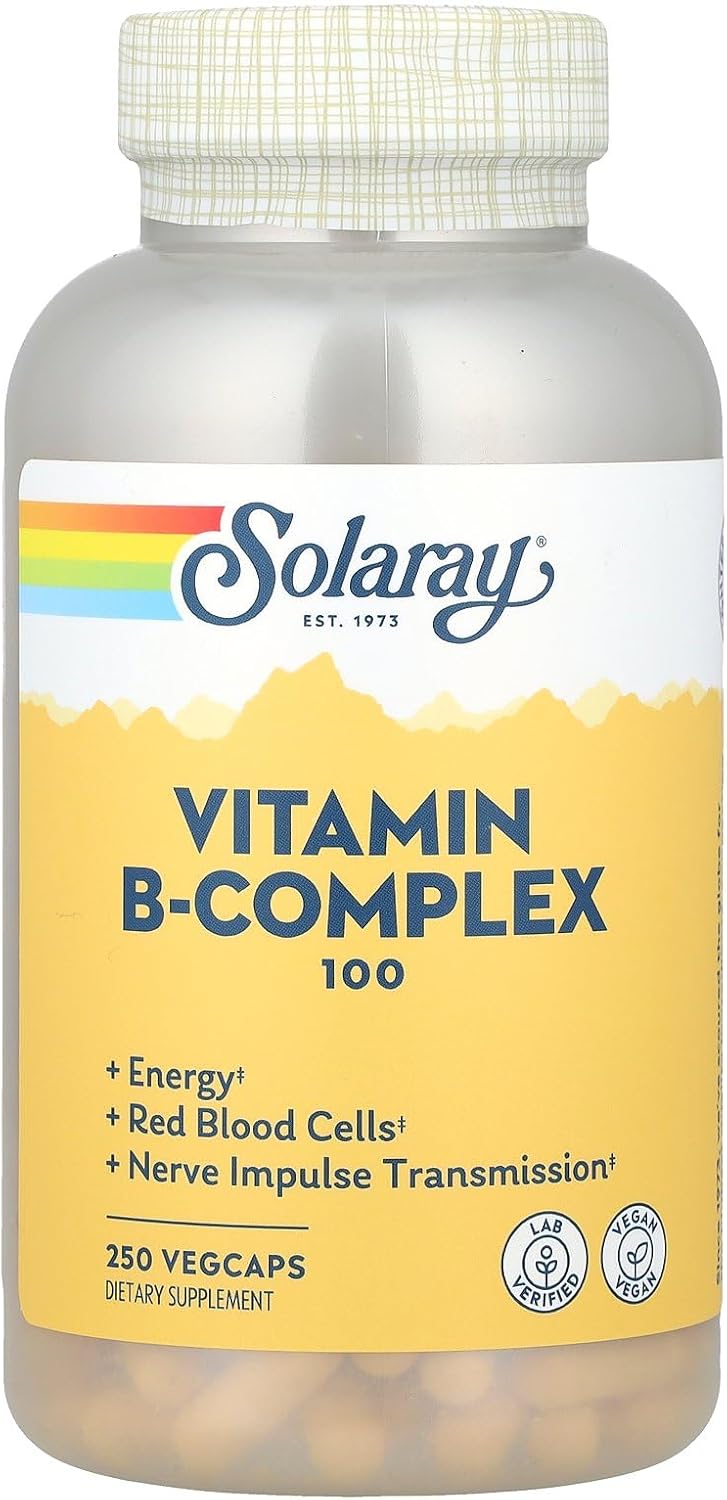 Solaray®
EST. 1973
VITAMIN
B-COMPLEX
100
+ Energy‡
+ Red Blood Cells‡
+ Nerve Impulse Transmission‡
250 VEGCAPS
DIETARY SUPPLEMENT
LAB
VERIFIED
VEGAN
VEGAN